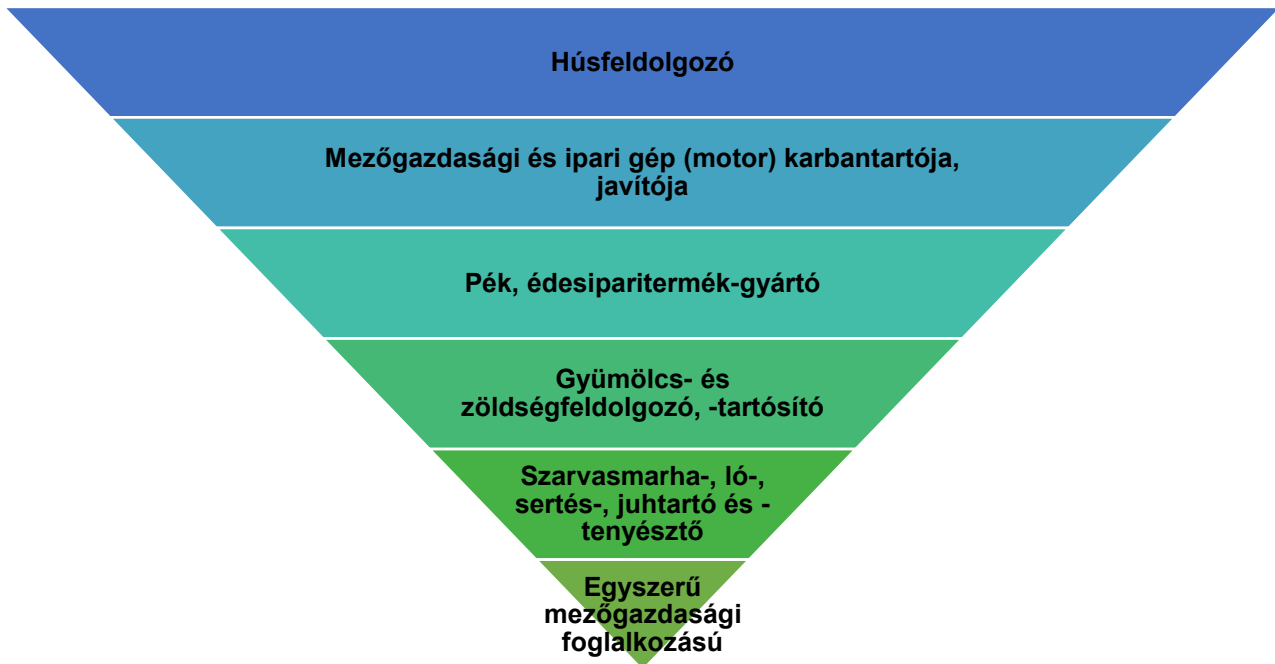 Húsfeldolgozó
Mezőgazdasági és ipari gép (motor) karbantartója,
javítója
Pék, édesiparitermék-gyártó
Gyümölcs- és
zöldségfeldolgozó, -tartósító
Szarvasmarha-, ló-,
sertés-, juhtartó és -
tenyésztő
Egyszerű
mezőgazdasági
foglalkozású